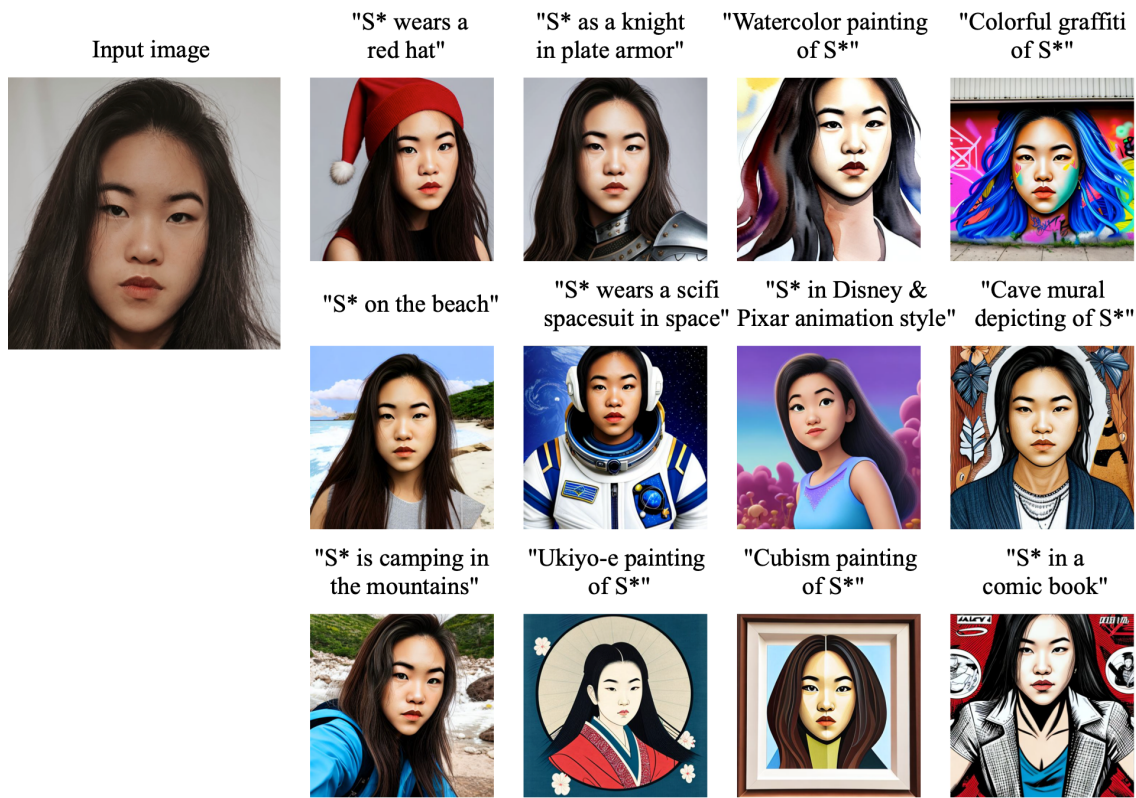 Input image
"S* wears a
red hat"
"S* as a knight
in plate armor"
"Watercolor painting
of S*"
"Colorful graffiti
of S*"
"S* on the beach"
"S* wears a scifi
spacesuit in space"
"S* in Disney &
Pixar animation style"
"Cave mural
depicting of S*"
"S* is camping in
the mountains"
"Ukiyo-e painting
of S*"
"Cubism painting
of S*"
"S* in a
comic book"